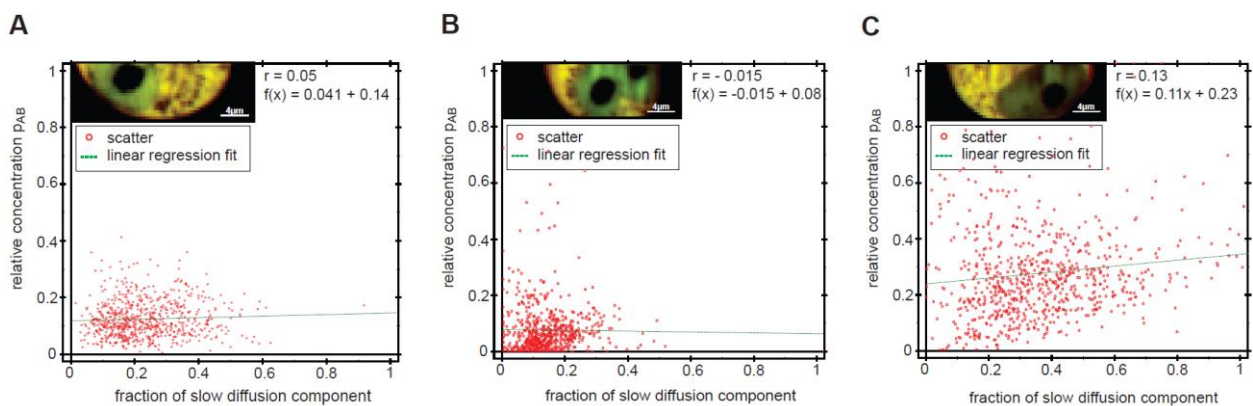 A
B
C
4µm
r = 0.05
f(x) = 0.041 + 0.14
scatter
linear regression fit
relative concentration pAB
1
0.8
0.6
0.4
0.2
0
0
0.2
0.4
0.6
0.8
1
fraction of slow diffusion component
4µm
r = - 0.015
f(x) = -0.015 + 0.08
scatter
linear regression fit
relative concentration pAB
1
0.8
0.6
0.4
0.2
0
0
0.2
0.4
0.6
0.8
1
fraction of slow diffusion component
4µm
r = 0.13
f(x) = 0.11x + 0.23
scatter
linear regression fit
relative concentration pAB
1
0.8
0.6
0.4
0.2
0
0
0.2
0.4
0.6
0.8
1
fraction of slow diffusion component